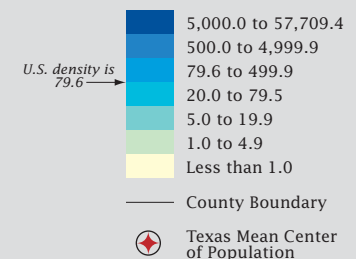 5,000.0 to 57,709.4
500.0 to 4,999.9
U.S. density is
79.6
79.6 to 499.9
20.0 to 79.5
5.0 to 19.9
1.0 to 4.9
Less than 1.0
County Boundary
Texas Mean Center
of Population